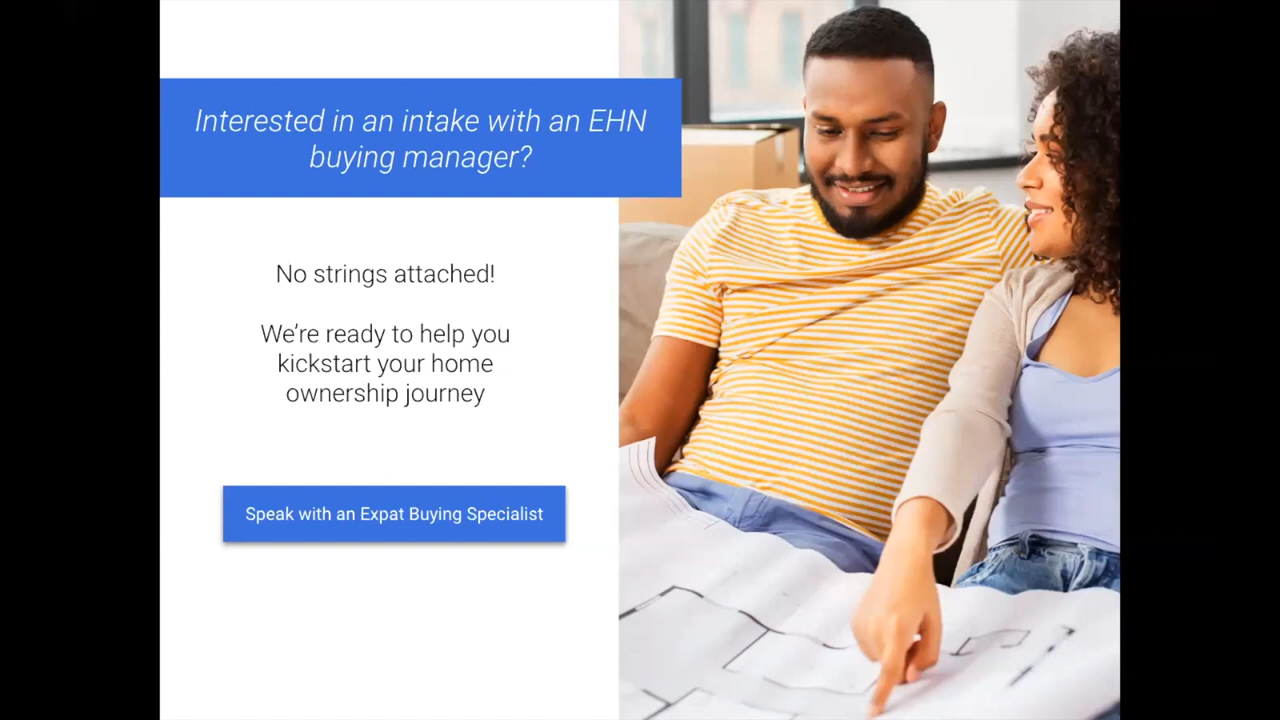 Interested in an intake with an EHN
buying manager?
No strings attached!
We’re ready to help you
kickstart your home
ownership journey
Speak with an Expat Buying Specialist